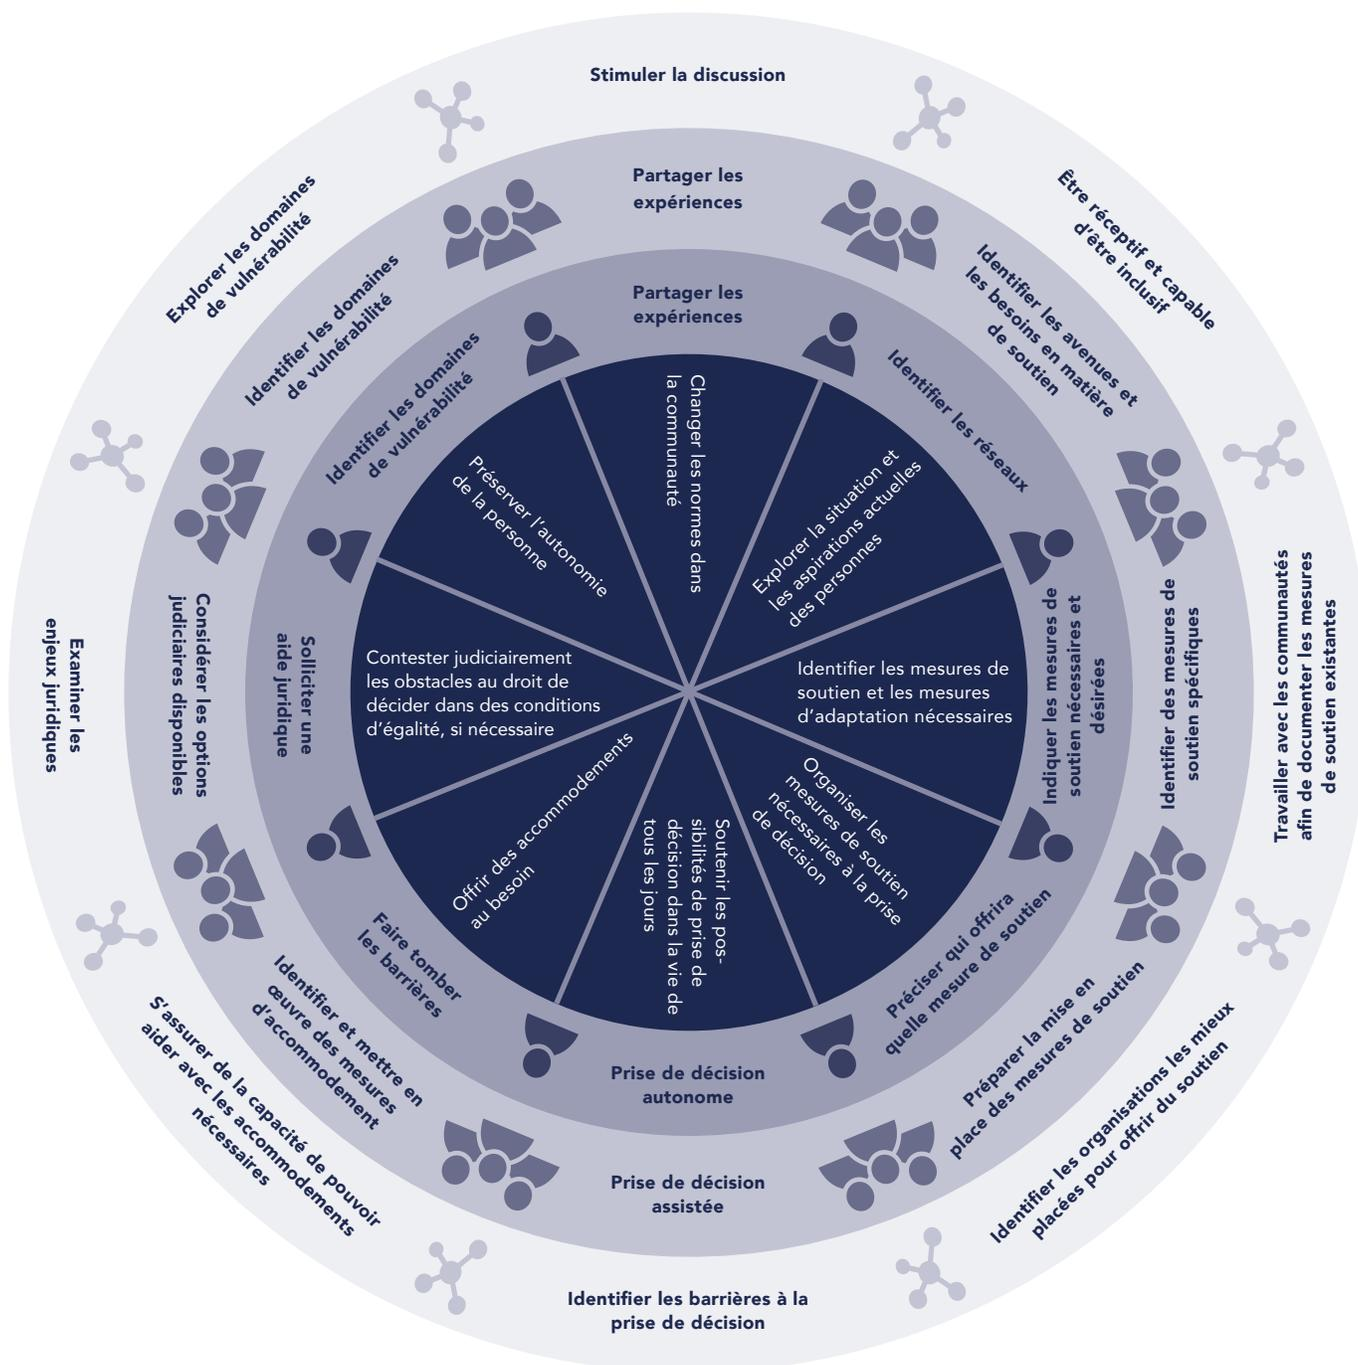 Stimuler la discussion
Être réceptif et capable
d’être inclusif
Travailler avec les communautés
afin de documenter les mesures
de soutien existantes
Identifier les organisations les mieux
placées pour offrir du soutien
Identifier les barrières à la
prise de décision
S’assurer de la capacité de pouvoir
aider avec les accommodements
nécessaires
Examiner les
enjeux juridiques
Explorer les domaines
de vulnérabilité
Partager les
expériences
Identifier les avenues et
les besoins en matière
de soutien
Identifier des mesures de
soutien spécifiques
Préparer la mise en
place des mesures de soutien
Prise de décision
assistée
Identifier et mettre en
œuvre des mesures
d’accommodement
Considérer les options
judiciaires disponibles
Identifier les domaines
de vulnérabilité
Partager les
expériences
Identifier les réseaux
Indiquer les mesures de
soutien nécessaires et
désirées
Préciser qui offrira
quelle mesure de soutien
Prise de décision
autonome
Faire tomber
les barrières
Solliciter une
aide juridique
Identifier les domaines
de vulnérabilité
Changer les normes dans
la communauté
Explorer la situation et
les aspirations actuelles
des personnes
Identifier les mesures de
soutien et les mesures
d’adaptation nécessaires
Organiser les
mesures de soutien
nécessaires à la prise
de décision
Soutenir les pos-
sibilités de prise de
décision dans la vie de
tous les jours
Offrir des accommodements
au besoin
Contester judiciairement
les obstacles au droit de
décider dans des conditions
d’égalité, si nécessaire
Préserver l’autonomie
de la personne